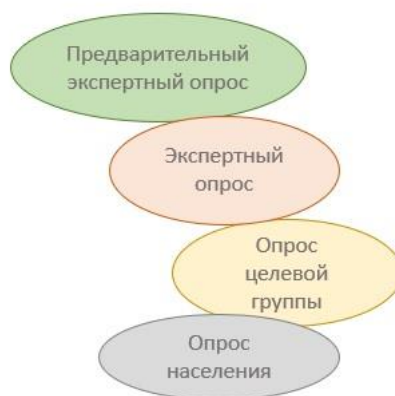 Предварительный
экспертный опрос
Экспертный
опрос
Опрос
целевой
группы
Опрос
населения